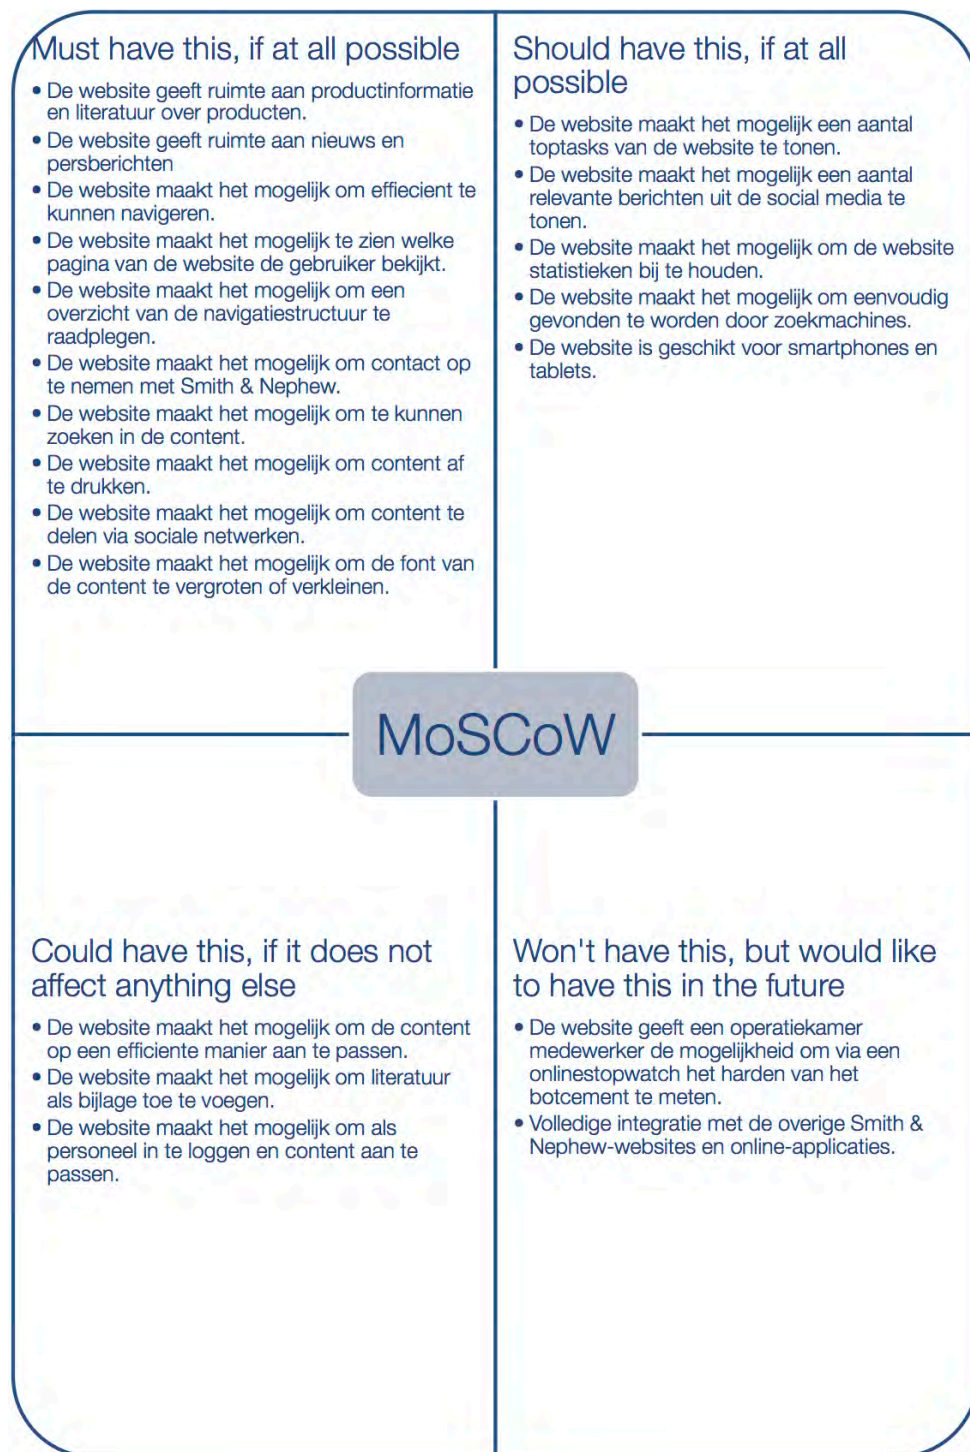 Must have this, if at all possible
• De website geeft ruimte aan productinformatie
en literatuur over producten.
• De website geeft ruimte aan nieuws en
persberichten
• De website maakt het mogelijk om effiecient te
kunnen navigeren.
• De website maakt het mogelijk te zien welke
pagina van de website de gebruiker bekijkt.
• De website maakt het mogelijk om een
overzicht van de navigatiestructuur te
raadplegen.
• De website maakt het mogelijk om contact op
te nemen met Smith & Nephew.
• De website maakt het mogelijk om te kunnen
zoeken in de content.
• De website maakt het mogelijk om content af
te drukken.
• De website maakt het mogelijk om content te
delen via sociale netwerken.
• De website maakt het mogelijk om de font van
de content te vergroten of verkleinen.
Should have this, if at all
possible
• De website maakt het mogelijk een aantal
toptasks van de website te tonen.
• De website maakt het mogelijk een aantal
relevante berichten uit de social media te
tonen.
• De website maakt het mogelijk om de website
statistieken bij te houden.
• De website maakt het mogelijk om eenvoudig
gevonden te worden door zoekmachines.
• De website is geschikt voor smartphones en
tablets.
MoSCoW
Could have this, if it does not
affect anything else
• De website maakt het mogelijk om de content
op een efficiente manier aan te passen.
• De website maakt het mogelijk om literatuur
als bijlage toe te voegen.
• De website maakt het mogelijk om als
personeel in te loggen en content aan te
passen.
Won't have this, but would like
to have this in the future
• De website geeft een operatiekamer
medewerker de mogelijkheid om via een
onlinestopwatch het harden van het
botcement te meten.
• Volledige integratie met de overige Smith &
Nephew-websites en online-applicaties.